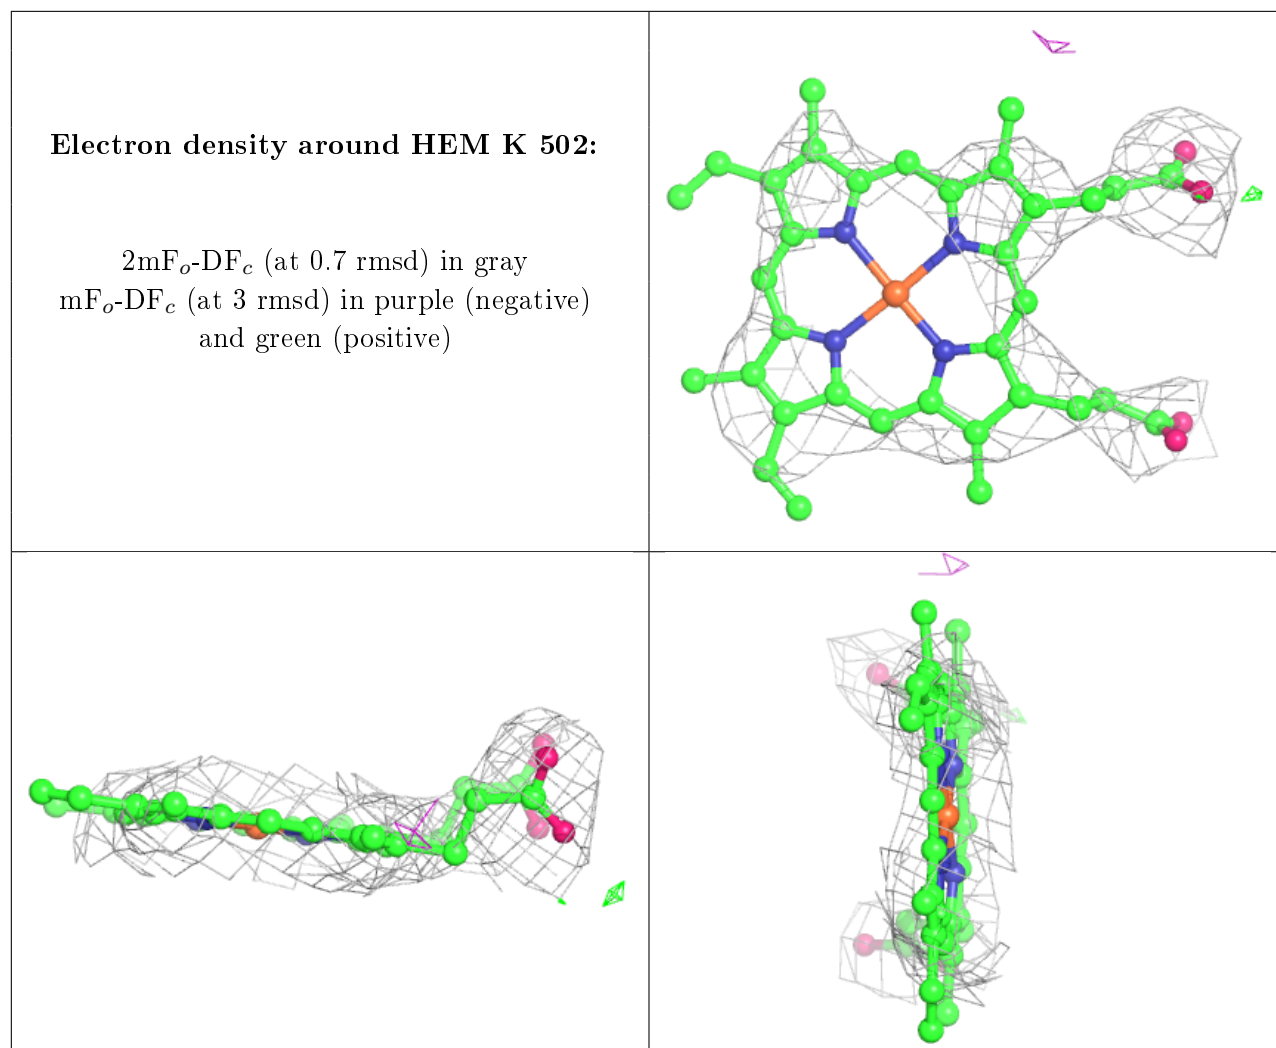 Electron density around HEM K 502:
2mFo-DFc (at 0.7 rmsd) in gray
mFo-DFc (at 3 rmsd) in purple (negative)
and green (positive)